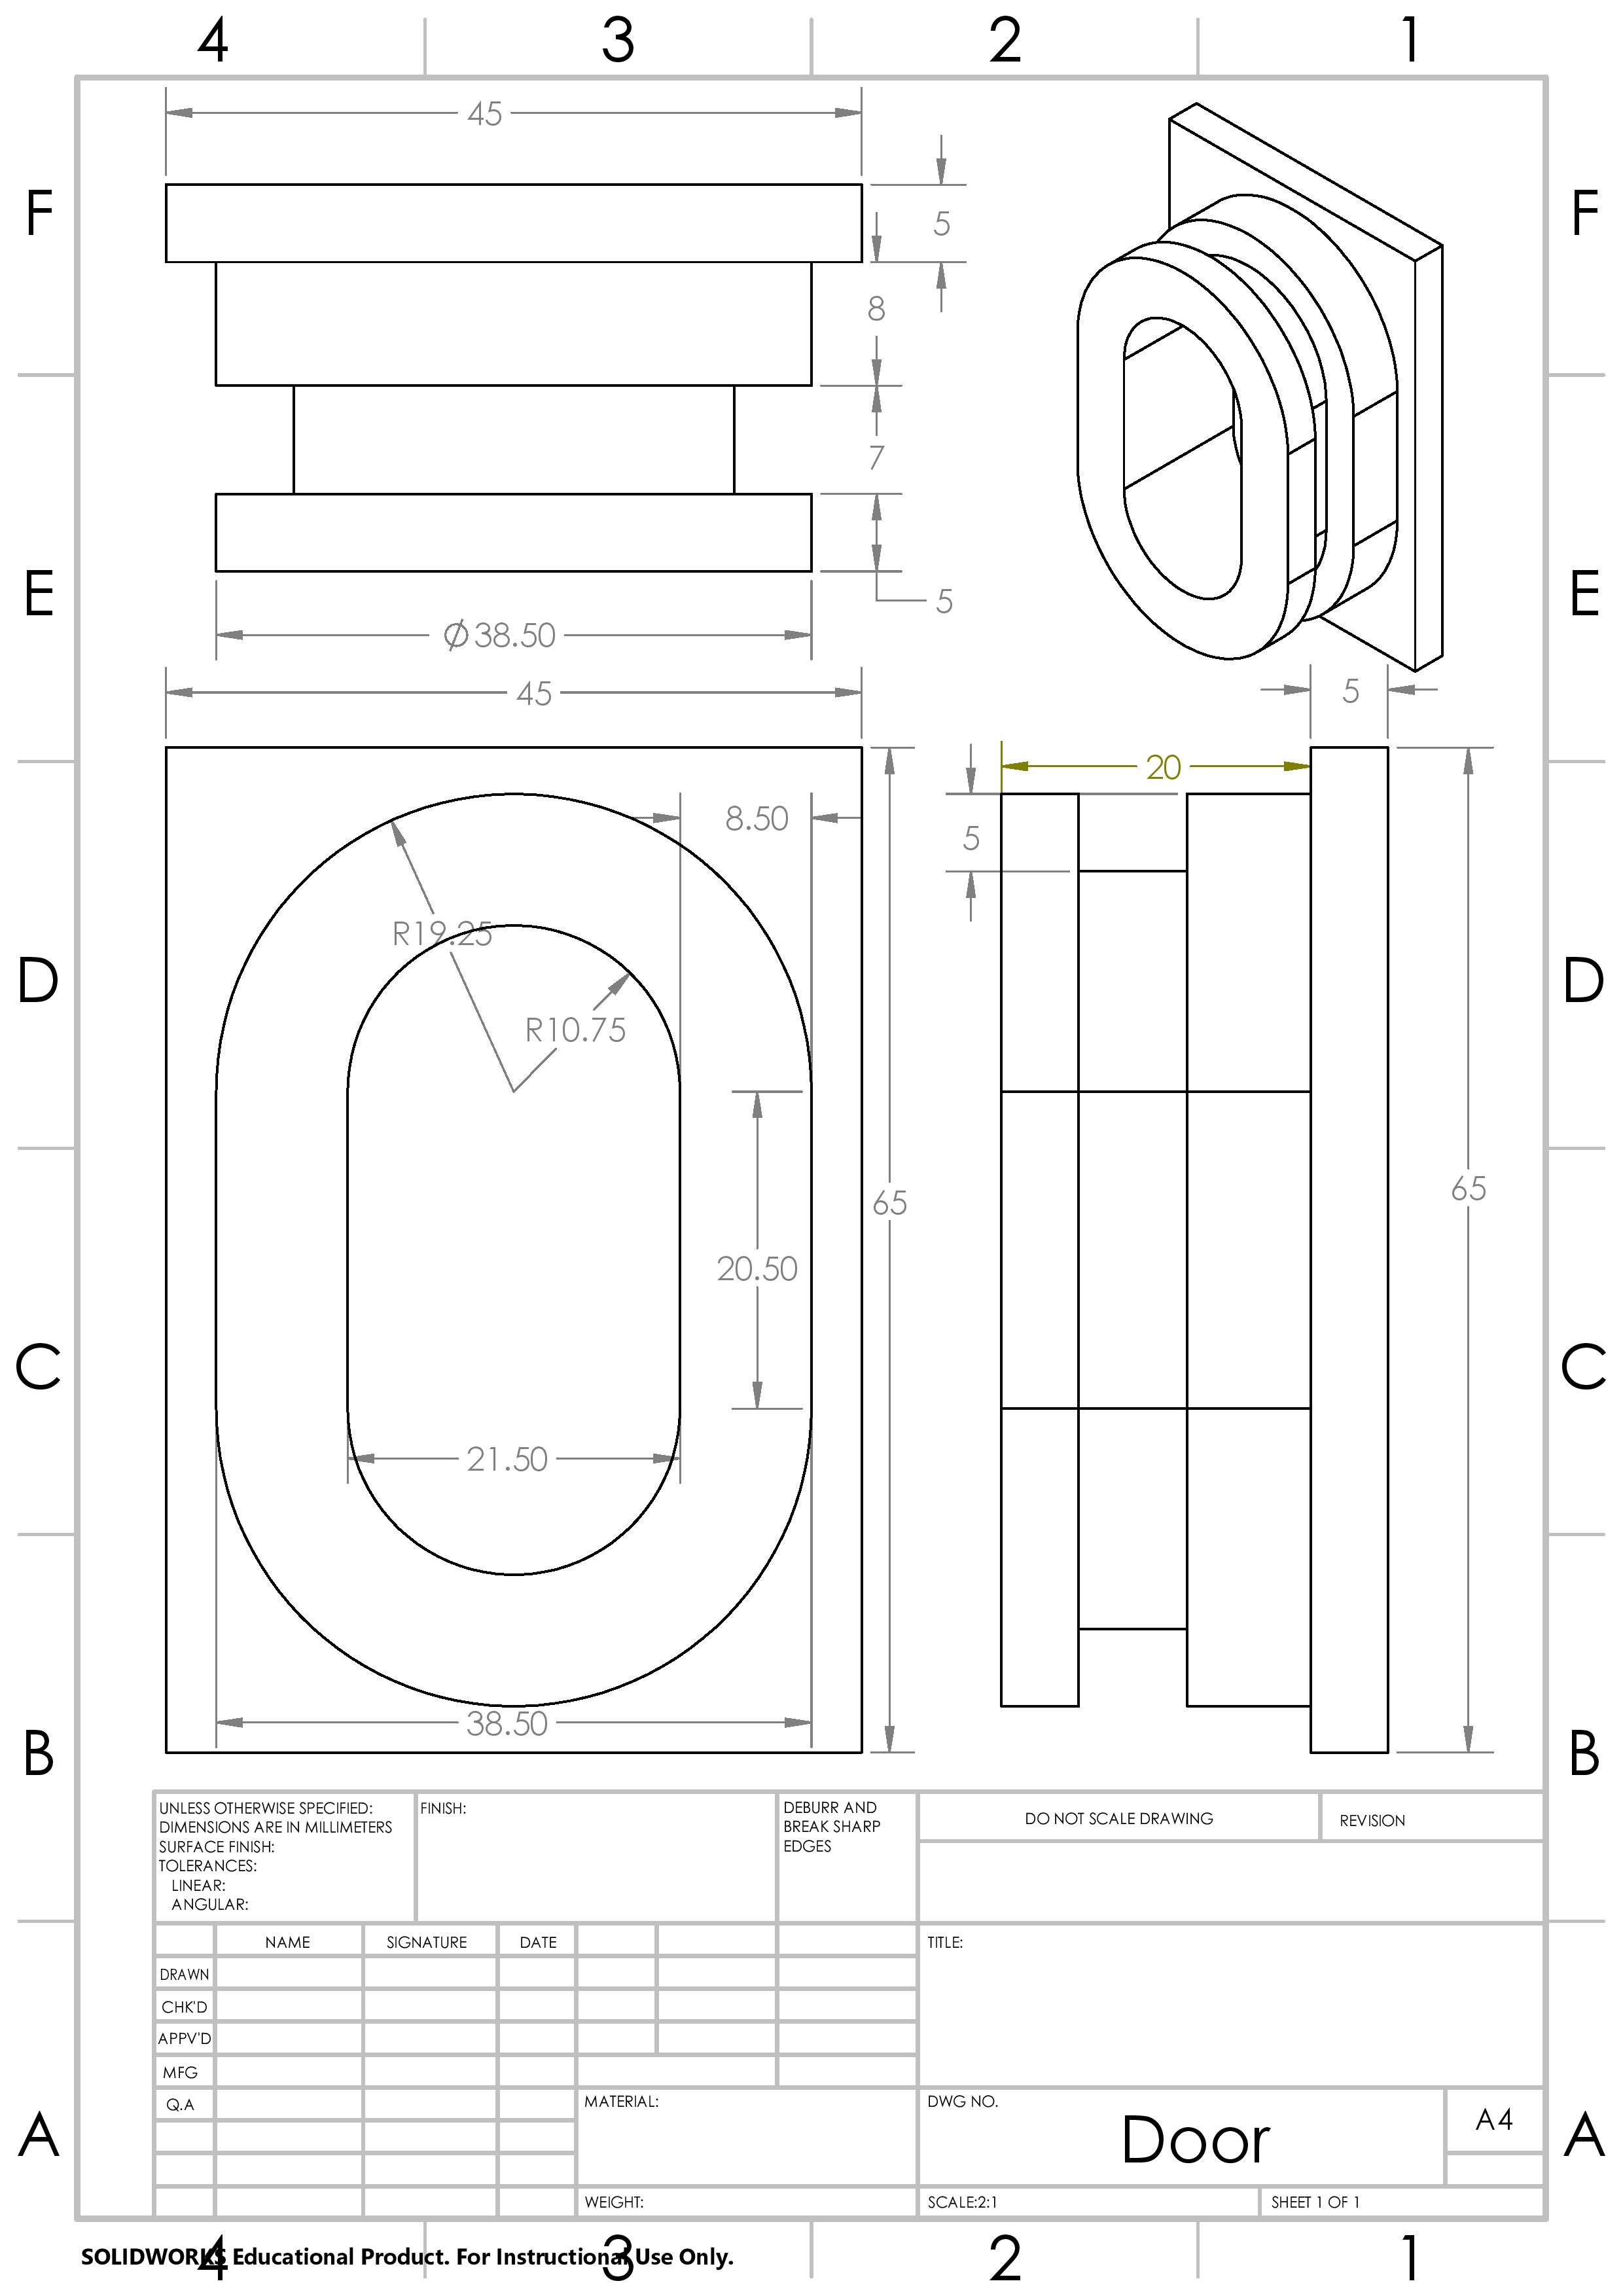 4 3 2 1
45
F F
5
8
7
E E
5
⌀38.50
45
5
20
8.50
5
R19.25
D D
R10.75
65
65
20.50
C C
21.50
38.50
B B
UNLESS OTHERWISE SPECIFIED:
DIMENSIONS ARE IN MILLIMETERS
SURFACE FINISH:
TOLERANCES:
LINEAR:
ANGULAR:
FINISH:
DEBURR AND
BREAK SHARP
EDGES
DO NOT SCALE DRAWING
REVISION
NAME SIGNATURE DATE
TITLE:
DRAWN
CHK'D
APPV'D
MFG
Q.A
MATERIAL:
DWG NO.
Door
A4
A A
WEIGHT:
SCALE:2:1
SHEET 1 OF 1
4 3 2 1
SOLIDWORKS Educational Product. For Instructional Use Only.